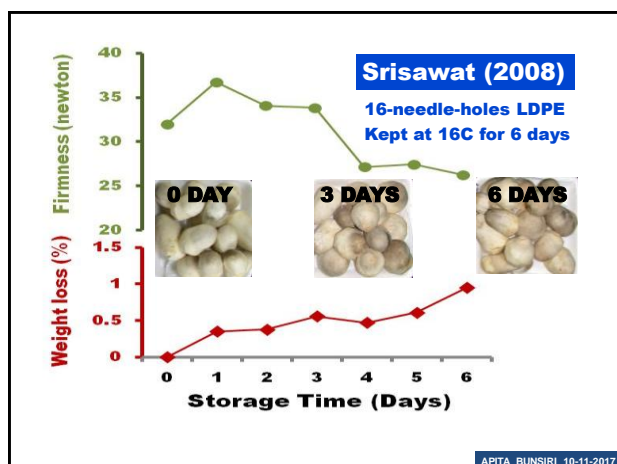 40
35
30
25
20
Firmness (newton)
Srisawat (2008)
16-needle-holes LDPE
Kept at 16C for 6 days
0 DAY
3 DAYS
6 DAYS
1.5
1
0.5
0
Weight loss (%)
0 1 2 3 4 5 6
Storage Time (Days)
APITA BUNSIRI 10-11-2017